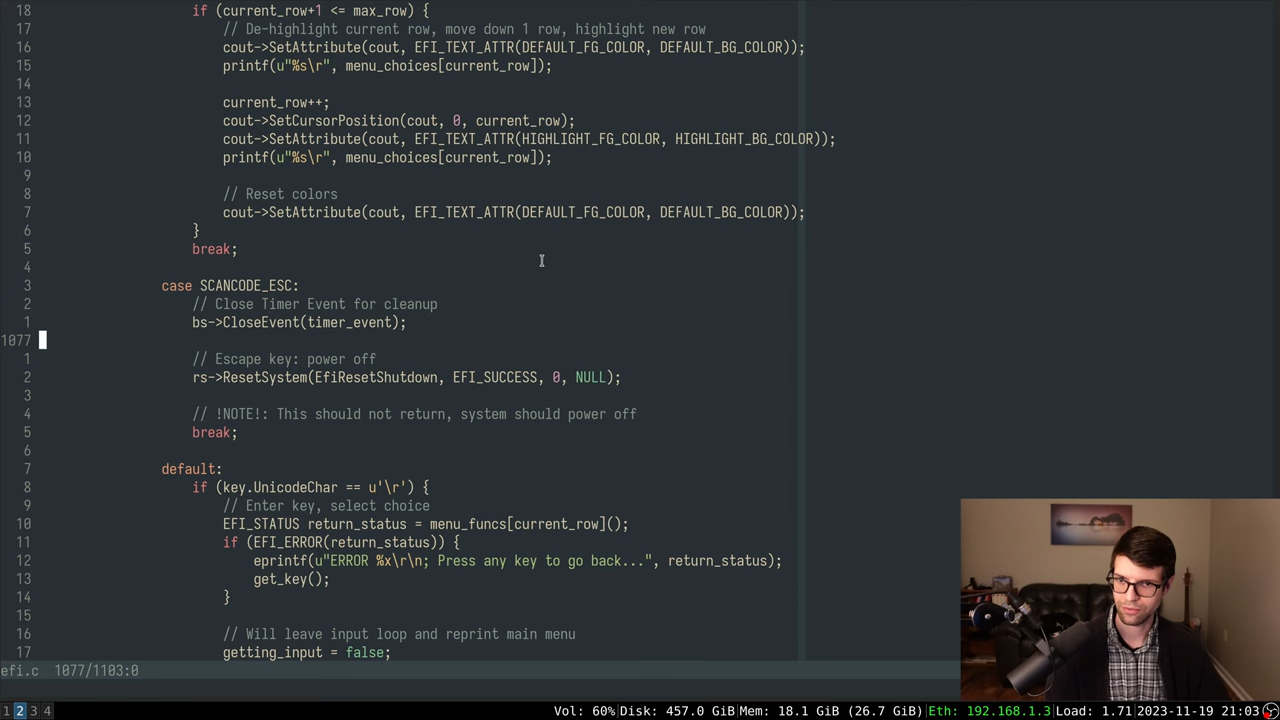 18 if (current_row+1 <= max_row) {
17 // De-highlight current row, move down 1 row, highlight new row
16 cout->SetAttribute(cout, EFI_TEXT_ATTR(DEFAULT_FG_COLOR, DEFAULT_BG_COLOR));
15 printf(u"%s\r", menu_choices[current_row]);
14
13 current_row++;
12 cout->SetCursorPosition(cout, 0, current_row);
11 cout->SetAttribute(cout, EFI_TEXT_ATTR(HIGHLIGHT_FG_COLOR, HIGHLIGHT_BG_COLOR));
10 printf(u"%s\r", menu_choices[current_row]);
9
8 // Reset colors
7 cout->SetAttribute(cout, EFI_TEXT_ATTR(DEFAULT_FG_COLOR, DEFAULT_BG_COLOR));
6 }
5 break;
4
3 case SCANCODE_ESC:
2 // Close Timer Event for cleanup
1 bs->CloseEvent(timer_event);
1077
1 // Escape key: power off
2 rs->ResetSystem(EfiResetShutdown, EFI_SUCCESS, 0, NULL);
3
4 // !NOTE!: This should not return, system should power off
5 break;
6
7 default:
8 if (key.UnicodeChar == u'\r') {
9 // Enter key, select choice
10 EFI_STATUS return_status = menu_funcs[current_row]();
11 if (EFI_ERROR(return_status)) {
12 eprintf(u"ERROR %x\r\n; Press any key to go back...", return_status);
13 get_key();
14 }
15
16 // Will leave input loop and reprint main menu
17 getting_input = false;
efi.c 1077/1103:0
1 2 3 4 Vol: 60% Disk: 457.0 GiB Mem: 18.1 GiB (26.7 GiB) Eth: 192.168.1.3 Load: 1.71 2023-11-19 21:03